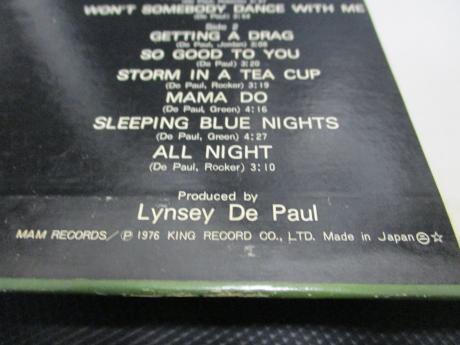 WON'T SOMEBODY DANCE WITH ME
Side 2
GETTING A DRAG
(De Paul, Jordan) 3:08
SO GOOD TO YOU
(De Paul) 3:20
STORM IN A TEA CUP
(De Paul, Rocker) 3:19
MAMA DO
(De Paul, Green) 4:16
SLEEPING BLUE NIGHTS
(De Paul, Green) 4:27
ALL NIGHT
(De Paul, Rocker) 3:10
Produced by
Lynsey De Paul
MAM RECORDS/ Ⓟ 1976 KING RECORD CO., LTD. Made in Japan ☆